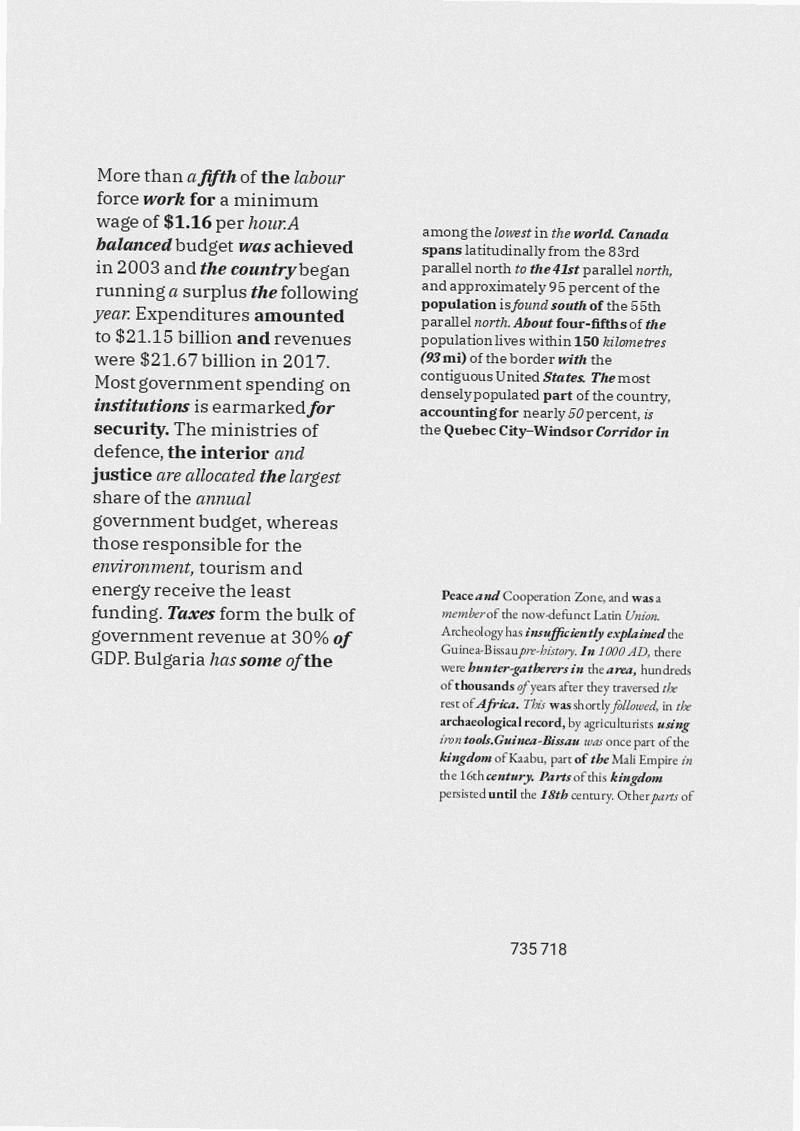 More than a fifth of the labour
force work for a minimum
wage of $1.16 per hour.A
balanced budget was achieved
in 2003 and the country began
running a surplus the following
year. Expenditures amounted
to $21.15 billion and revenues
were $21.67 billion in 2017.
Most government spending on
institutions is earmarked for
security. The ministries of
defence, the interior and
justice are allocated the largest
share of the annual
government budget, whereas
those responsible for the
environment, tourism and
energy receive the least
funding. Taxes form the bulk of
government revenue at 30% of
GDP. Bulgaria has some of the
among the lowest in the world. Canada
spans latitudinally from the 83rd
parallel north to the 41st parallel north,
and approximately 95 percent of the
population is found south of the 55th
parallel north. About four-fifths of the
population lives within 150 kilometres
(93 mi) of the border with the
contiguous United States. The most
densely populated part of the country,
accounting for nearly 50 percent, is
the Quebec City–Windsor Corridor in
Peace and Cooperation Zone, and was a
member of the now-defunct Latin Union.
Archeology has insufficiently explained the
Guinea-Bissau pre-history. In 1000 AD, there
were hunter-gatherers in the area, hundreds
of thousands of years after they traversed the
rest of Africa. This was shortly followed, in the
archaeological record, by agriculturists using
iron tools.Guinea-Bissau was once part of the
kingdom of Kaabu, part of the Mali Empire in
the 16th century. Parts of this kingdom
persisted until the 18th century. Other parts of
735 718